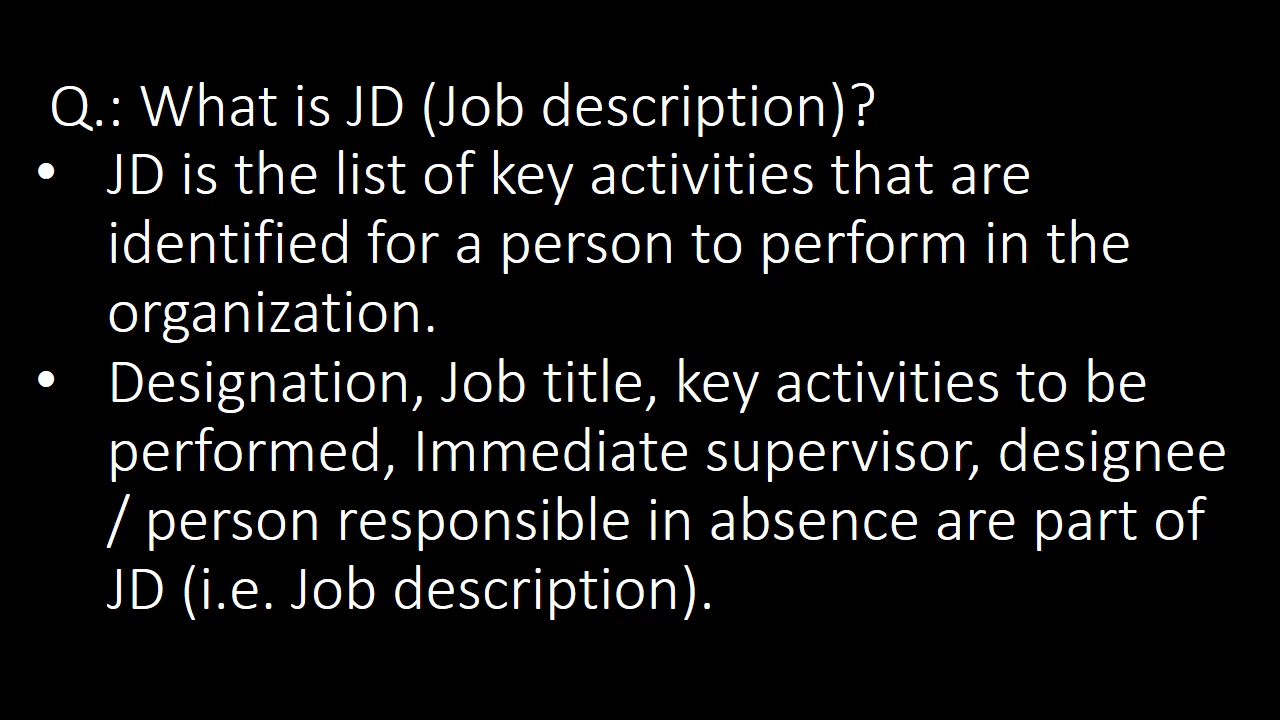 Q.: What is JD (Job description)?
• JD is the list of key activities that are
identified for a person to perform in the
organization.
• Designation, Job title, key activities to be
performed, Immediate supervisor, designee
/ person responsible in absence are part of
JD (i.e. Job description).